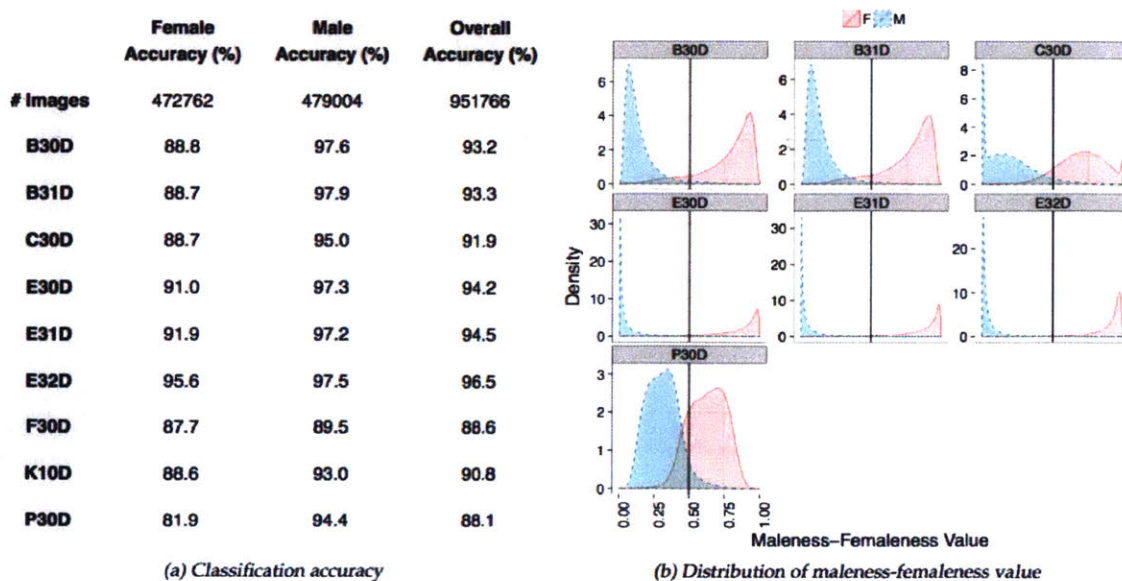 Female Accuracy (%) Male Accuracy (%) Overall Accuracy (%)
# Images 472762 479004 951766
B30D 88.8 97.6 93.2
B31D 88.7 97.9 93.3
C30D 88.7 95.0 91.9
E30D 91.0 97.3 94.2
E31D 91.9 97.2 94.5
E32D 95.6 97.5 96.5
F30D 87.7 89.5 88.6
K10D 88.6 93.0 90.8
P30D 81.9 94.4 88.1
(a) Classification accuracy
F M
B30D B31D C30D
6
4
2
0
6
4
2
0
8
6
4
2
0
E30D E31D E32D
30
20
10
0
30
20
10
0
20
10
0
P30D
3
2
1
0
Density
0.00 0.25 0.50 0.75 1.00
Maleness–Femaleness Value
(b) Distribution of maleness-femaleness value